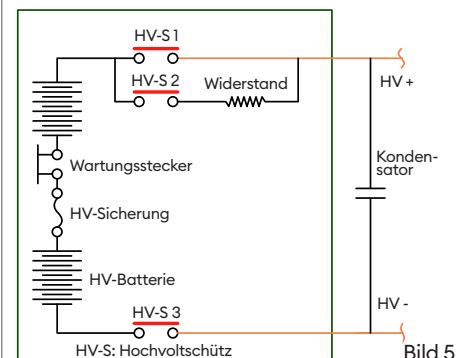 HV-S 1
HV +
HV-S 2
Widerstand
Wartungsstecker
Konden-
sator
HV-Sicherung
HV-Batterie
HV -
HV-S 3
HV-S: Hochvoltschütz
Bild 5